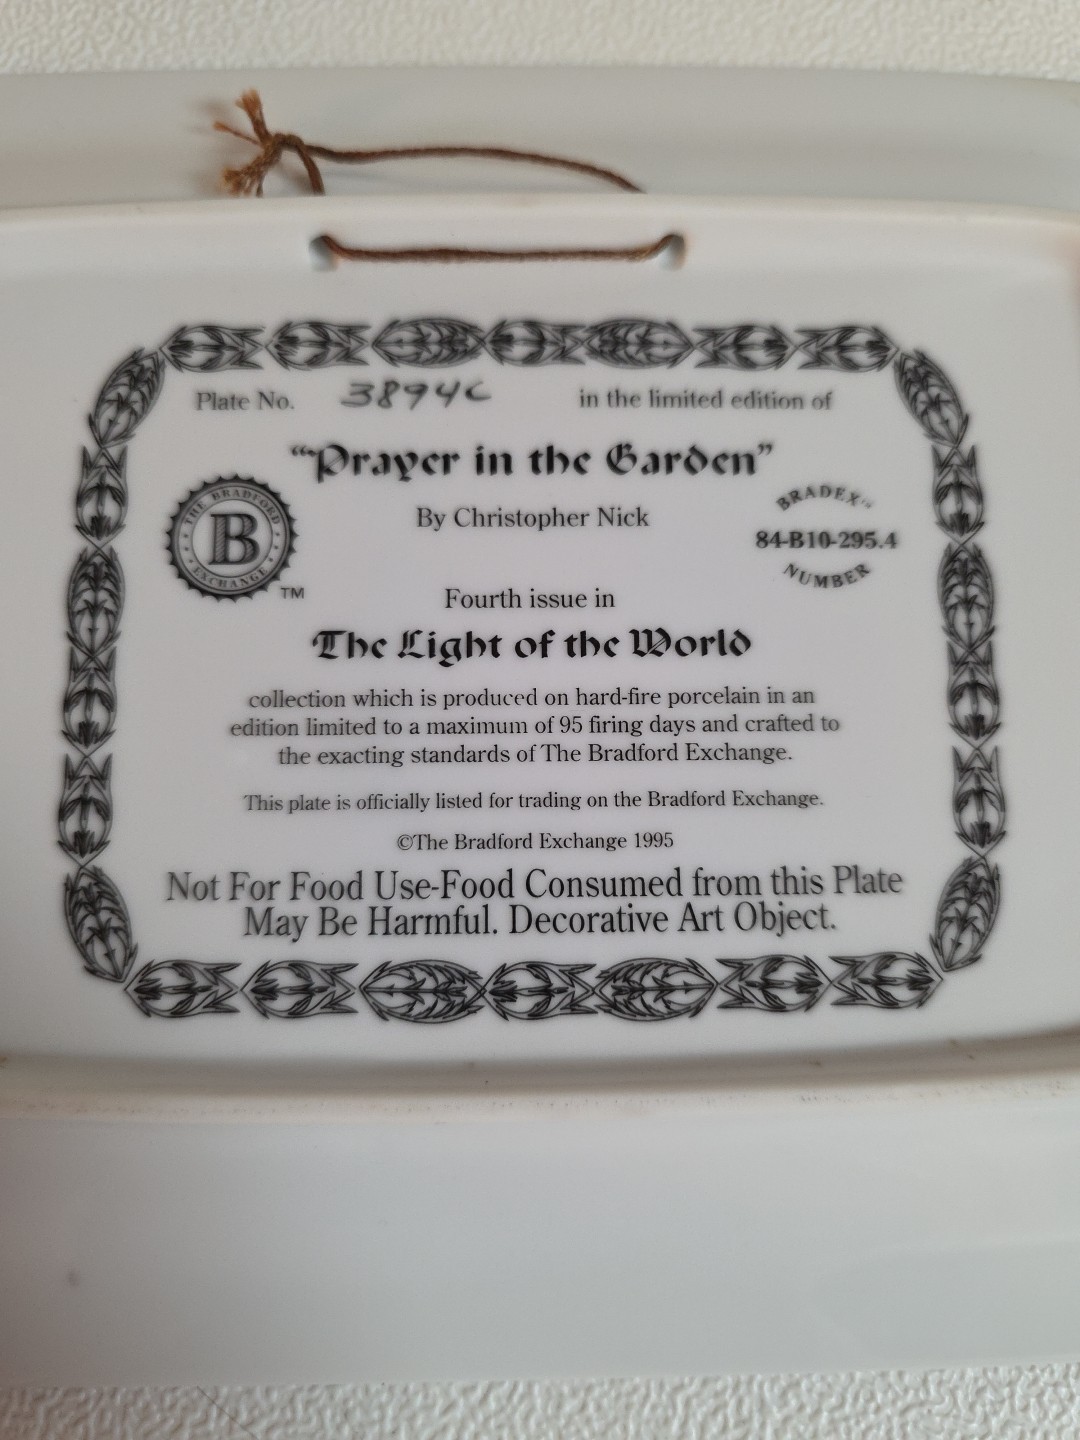 Plate No. 3894C in the limited edition of
"Prayer in the Garden"
By Christopher Nick
THE BRADFORD EXCHANGE
B
TM
BRADEX™
84-B10-295.4
NUMBER
Fourth issue in
The Light of the World
collection which is produced on hard-fire porcelain in an
edition limited to a maximum of 95 firing days and crafted to
the exacting standards of The Bradford Exchange.
This plate is officially listed for trading on the Bradford Exchange.
©The Bradford Exchange 1995
Not For Food Use-Food Consumed from this Plate
May Be Harmful. Decorative Art Object.